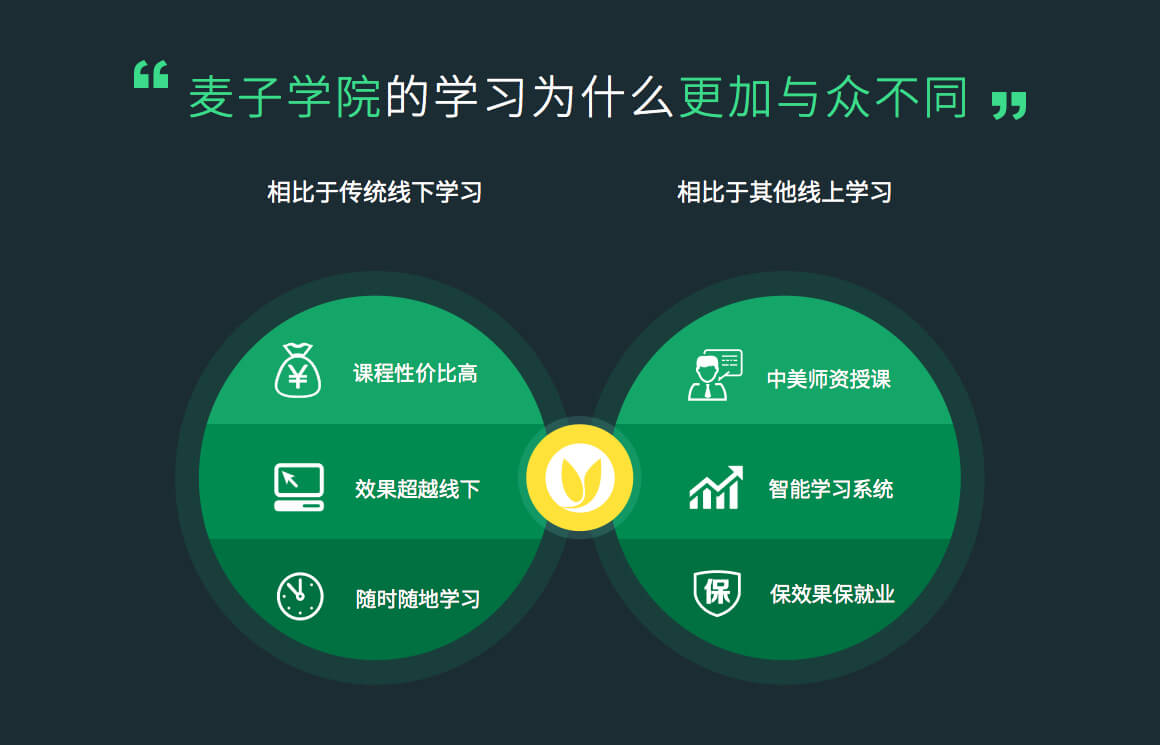 “麦子学院的学习为什么更加与众不同”
相比于传统线下学习
相比于其他线上学习
¥
课程性价比高
效果超越线下
随时随地学习
中美师资授课
智能学习系统
保
保效果保就业